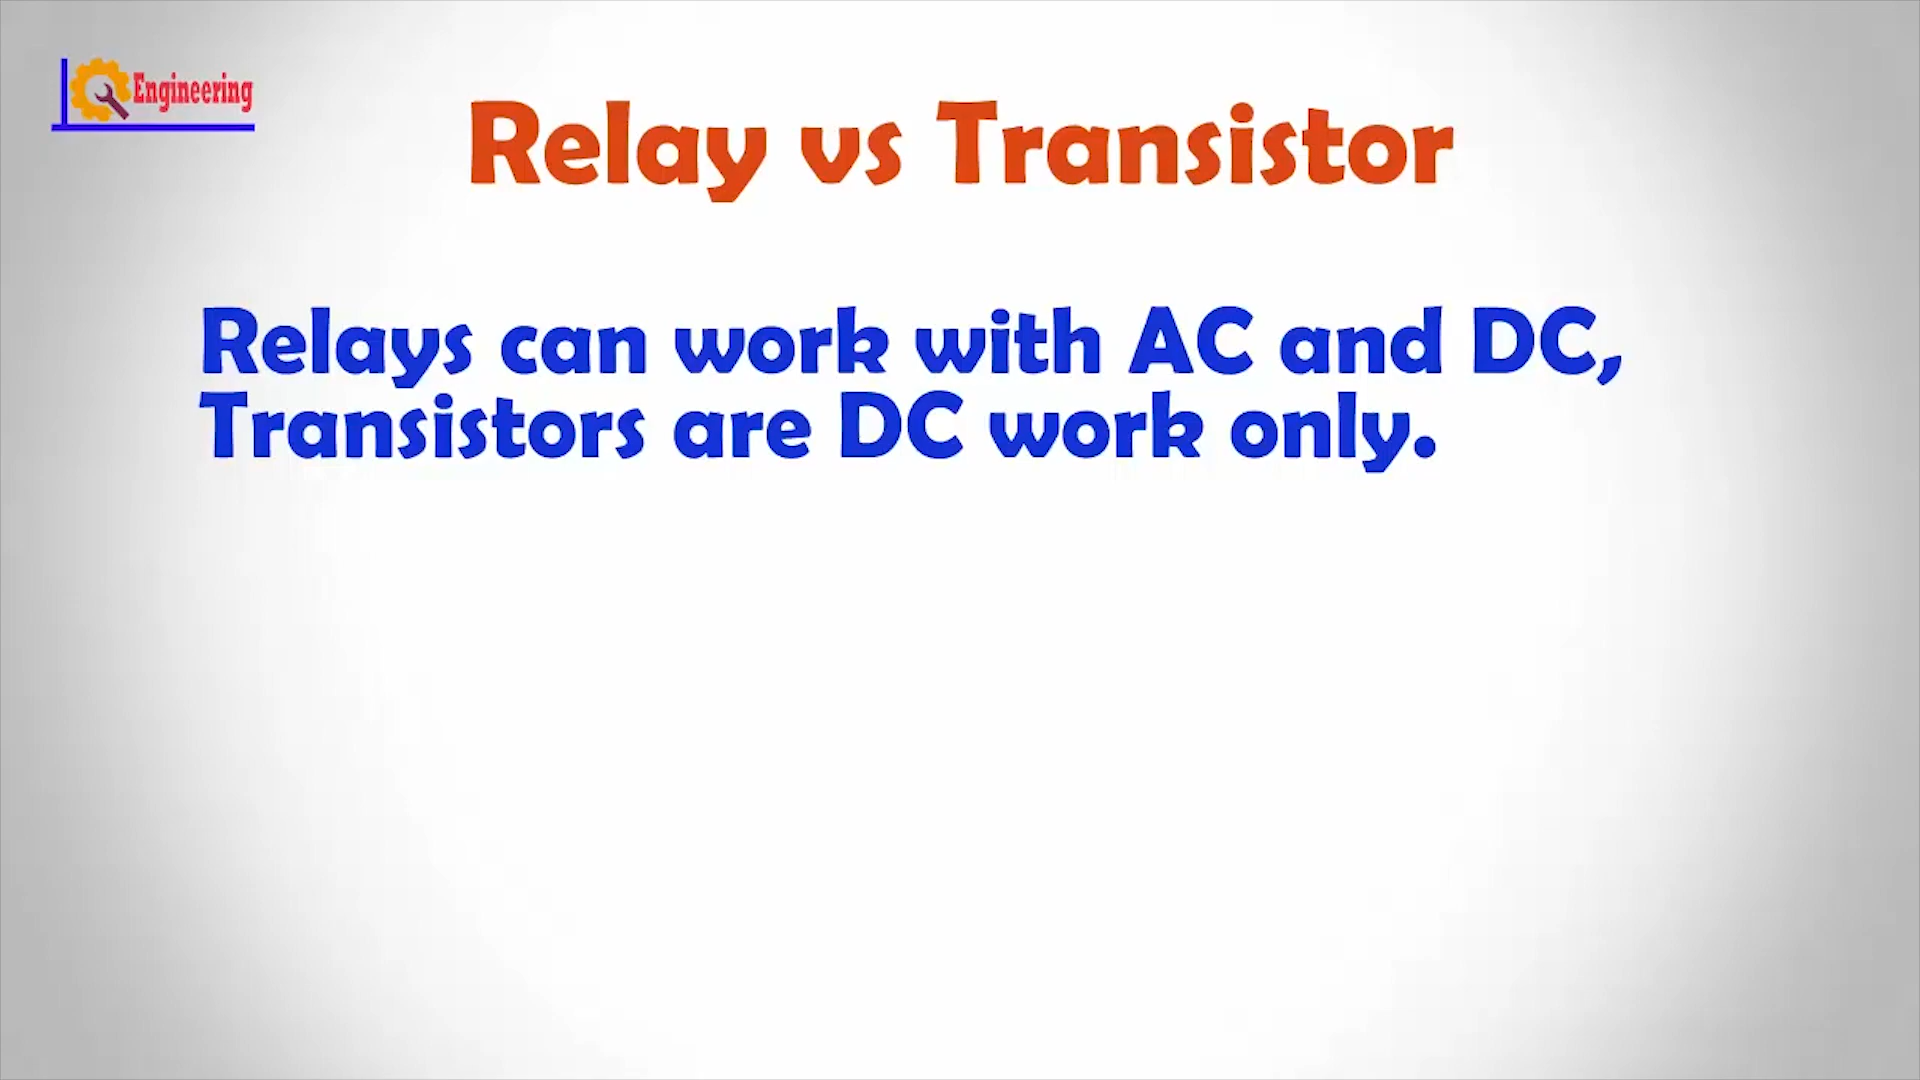 Engineering
Relay vs Transistor
Relays can work with AC and DC,
Transistors are DC work only.